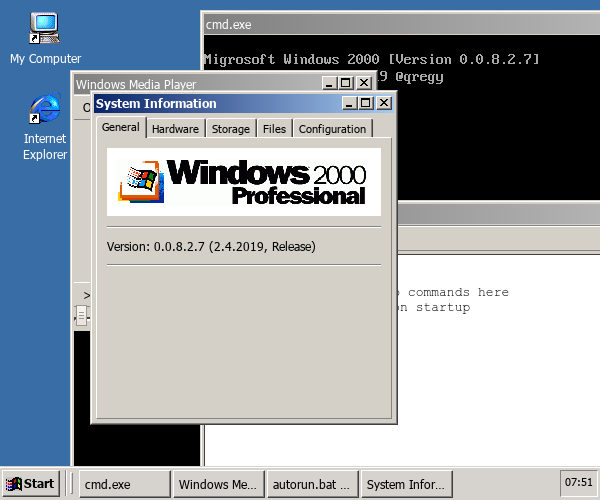 My Computer
Internet
Explorer
cmd.exe
Migrosoft Windows 2000 [Version 0.0.8.2.7]
19 @qregy
Windows Media Player
O
>
System Information
General
Hardware
Storage
Files
Configuration
Windows 2000
Professional
Version: 0.0.8.2.7 (2.4.2019, Release)
commands here
on startup
Start
cmd.exe
Windows Me...
autorun.bat ...
System Infor...
07:51